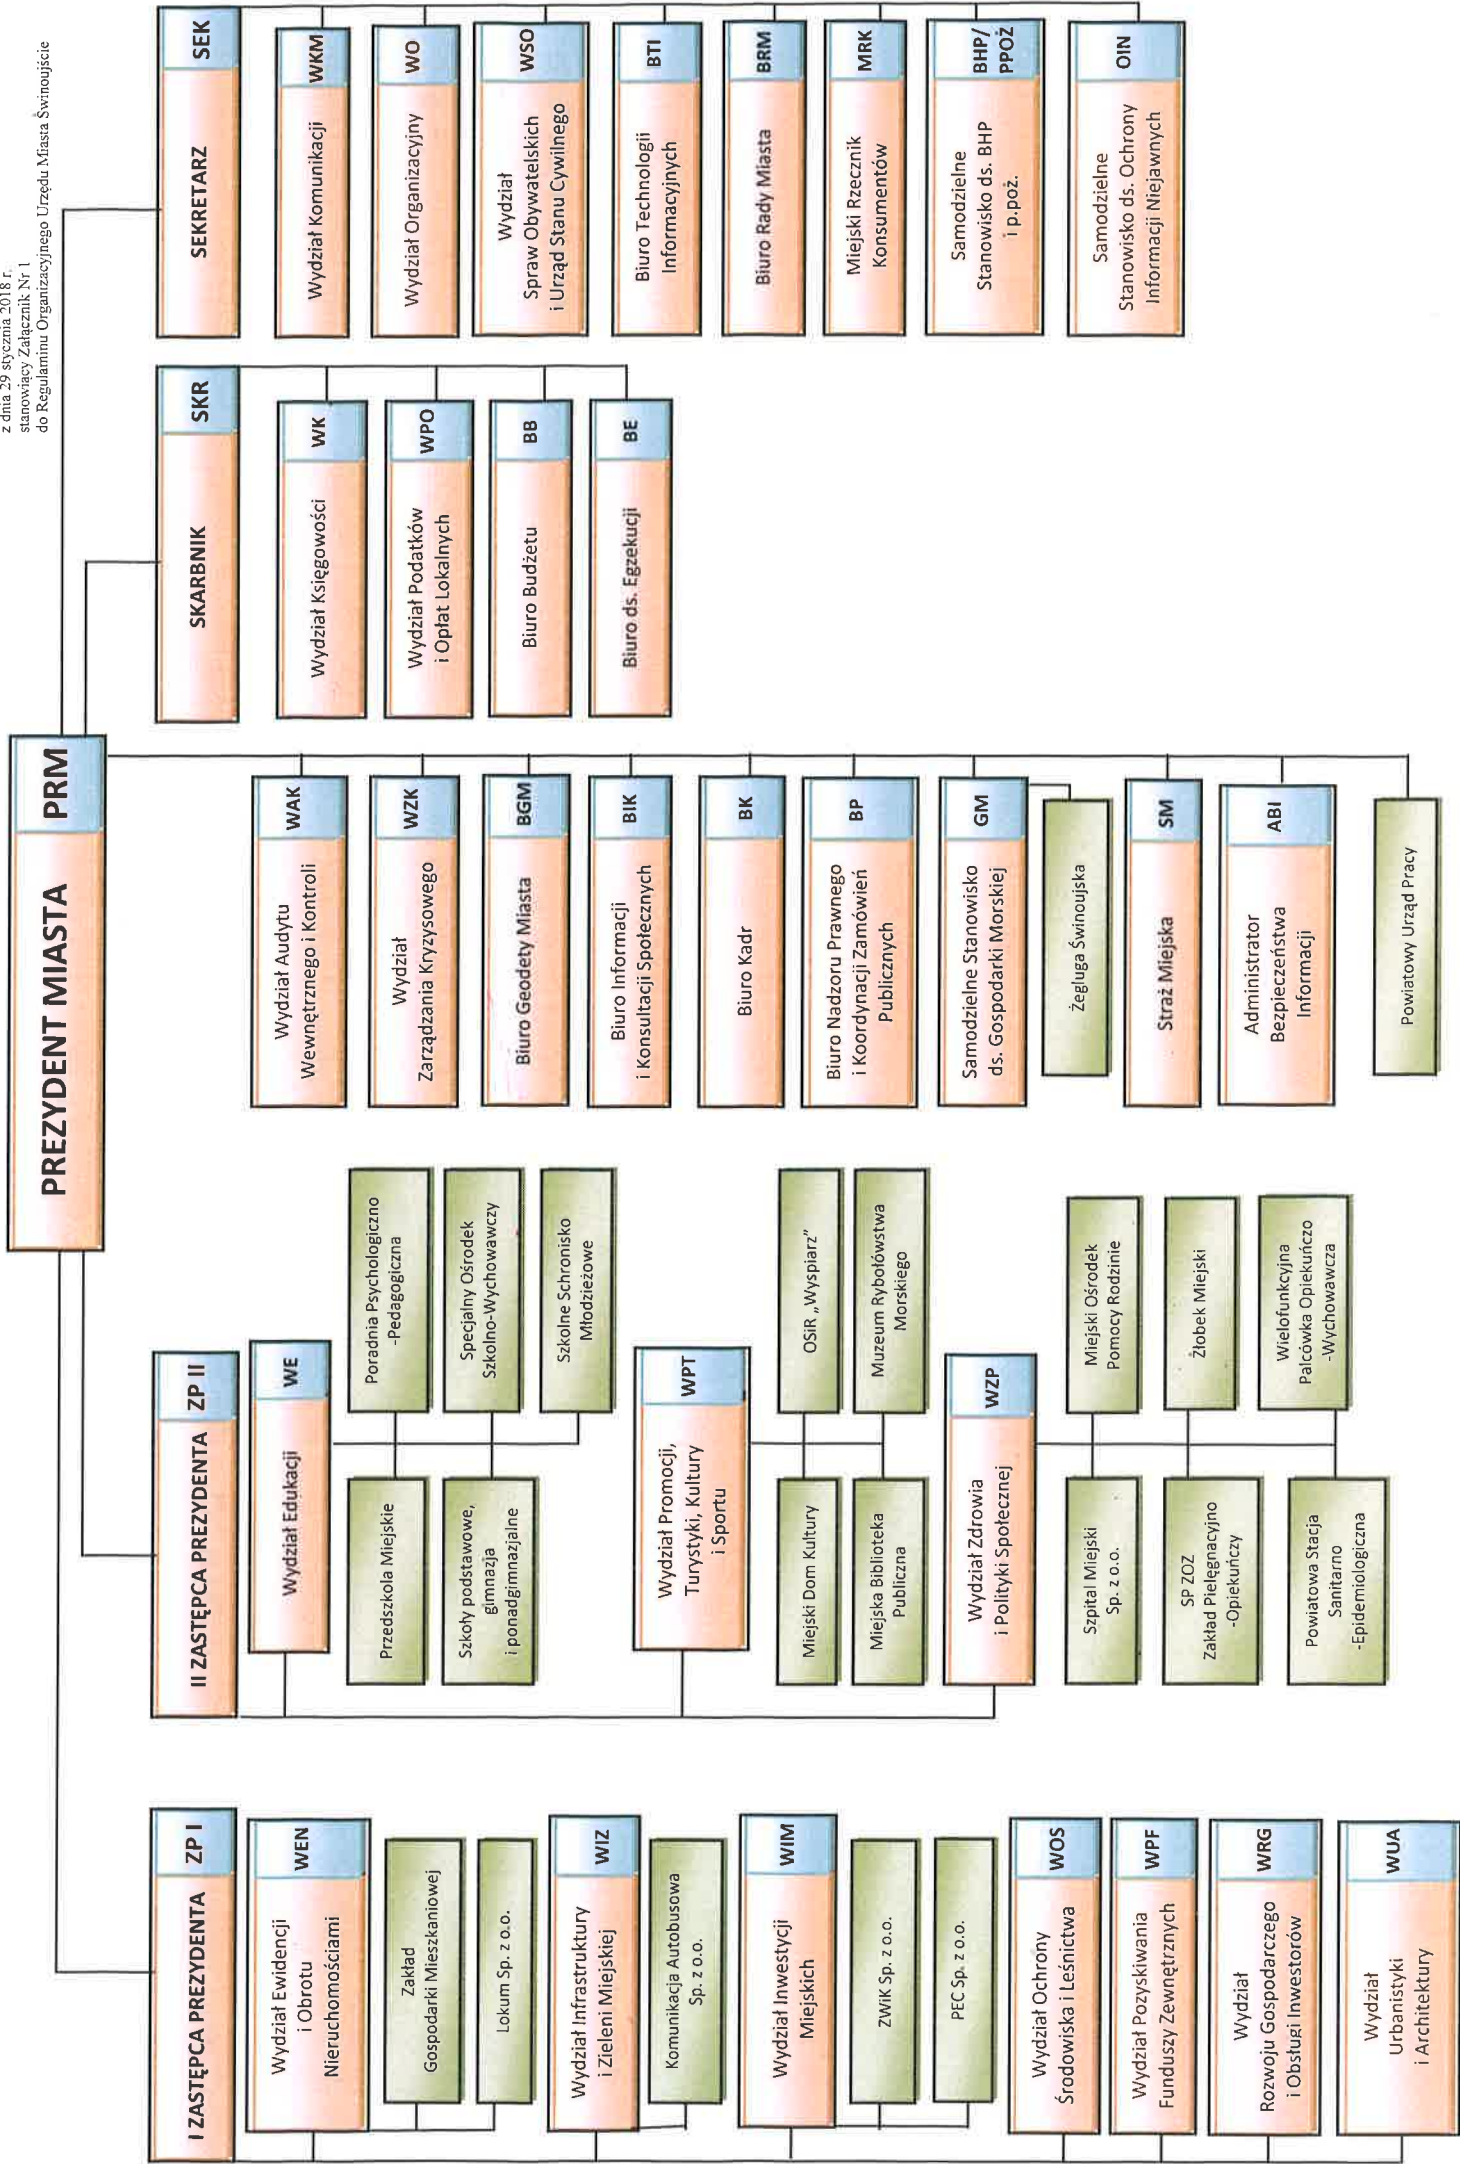 z dnia 29 stycznia 2018 r.
stanowiący Załącznik Nr 1
do Regulaminu Organizacyjnego Urzędu Miasta Świnoujście
PREZYDENT MIASTA PRM
I ZASTĘPCA PREZYDENTA ZP I
Wydział Ewidencji
i Obrotu
Nieruchomościami
WEN
Zakład
Gospodarki Mieszkaniowej
Lokum Sp. z o.o.
Wydział Infrastruktury
i Zieleni Miejskiej
WIZ
Komunikacja Autobusowa
Sp. z o.o.
Wydział Inwestycji
Miejskich
WIM
ZWiK Sp. z o.o.
PEC Sp. z o.o.
Wydział Ochrony
Środowiska i Leśnictwa
WOS
Wydział Pozyskiwania
Funduszy Zewnętrznych
WPF
Wydział
Rozwoju Gospodarczego
i Obsługi Inwestorów
WRG
Wydział
Urbanistyki
i Architektury
WUA
II ZASTĘPCA PREZYDENTA ZP II
Wydział Edukacji WE
Przedszkola Miejskie
Poradnia Psychologiczno
-Pedagogiczna
Szkoły podstawowe,
gimnazja
i ponadgimnazjalne
Specjalny Ośrodek
Szkolno-Wychowawczy
Szkolne Schronisko
Młodzieżowe
Wydział Promocji,
Turystyki, Kultury
i Sportu
WPT
Miejski Dom Kultury
OSiR „Wyspiarz”
Miejska Biblioteka
Publiczna
Muzeum Rybołówstwa
Morskiego
Wydział Zdrowia
i Polityki Społecznej
WZP
Szpital Miejski
Sp. z o.o.
Miejski Ośrodek
Pomocy Rodzinie
SP ZOZ
Zakład Pielęgnacyjno
-Opiekuńczy
Żłobek Miejski
Powiatowa Stacja
Sanitarno
-Epidemiologiczna
Wielofunkcyjna
Palcówka Opiekuńczo
-Wychowawcza
Wydział Audytu
Wewnętrznego i Kontroli
WAK
Wydział
Zarządzania Kryzysowego
WZK
Biuro Geodety Miasta BGM
Biuro Informacji
i Konsultacji Społecznych
BIK
Biuro Kadr BK
Biuro Nadzoru Prawnego
i Koordynacji Zamówień
Publicznych
BP
Samodzielne Stanowisko
ds. Gospodarki Morskiej
GM
Żegluga Świnoujska
Straż Miejska SM
Administrator
Bezpieczeństwa
Informacji
ABI
Powiatowy Urząd Pracy
SKARBNIK SKR
Wydział Księgowości WK
Wydział Podatków
i Opłat Lokalnych
WPO
Biuro Budżetu BB
Biuro ds. Egzekucji BE
SEKRETARZ SEK
Wydział Komunikacji WKM
Wydział Organizacyjny WO
Wydział
Spraw Obywatelskich
i Urząd Stanu Cywilnego
WSO
Biuro Technologii
Informacyjnych
BTI
Biuro Rady Miasta BRM
Miejski Rzecznik
Konsumentów
MRK
Samodzielne
Stanowisko ds. BHP
i p.poż.
BHP/
PPOŻ
Samodzielne
Stanowisko ds. Ochrony
Informacji Niejawnych
OIN